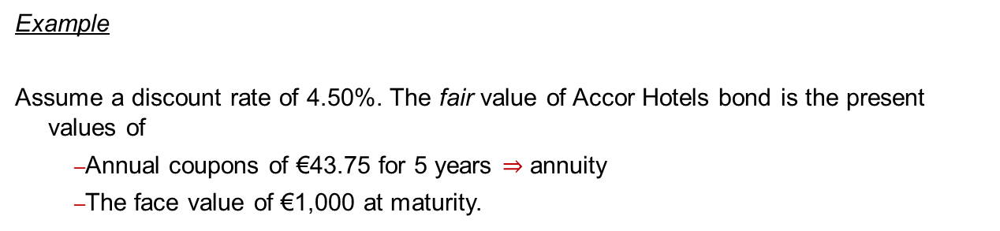 Example
Assume a discount rate of 4.50%. The fair value of Accor Hotels bond is the present
values of
–Annual coupons of €43.75 for 5 years ⇒ annuity
–The face value of €1,000 at maturity.